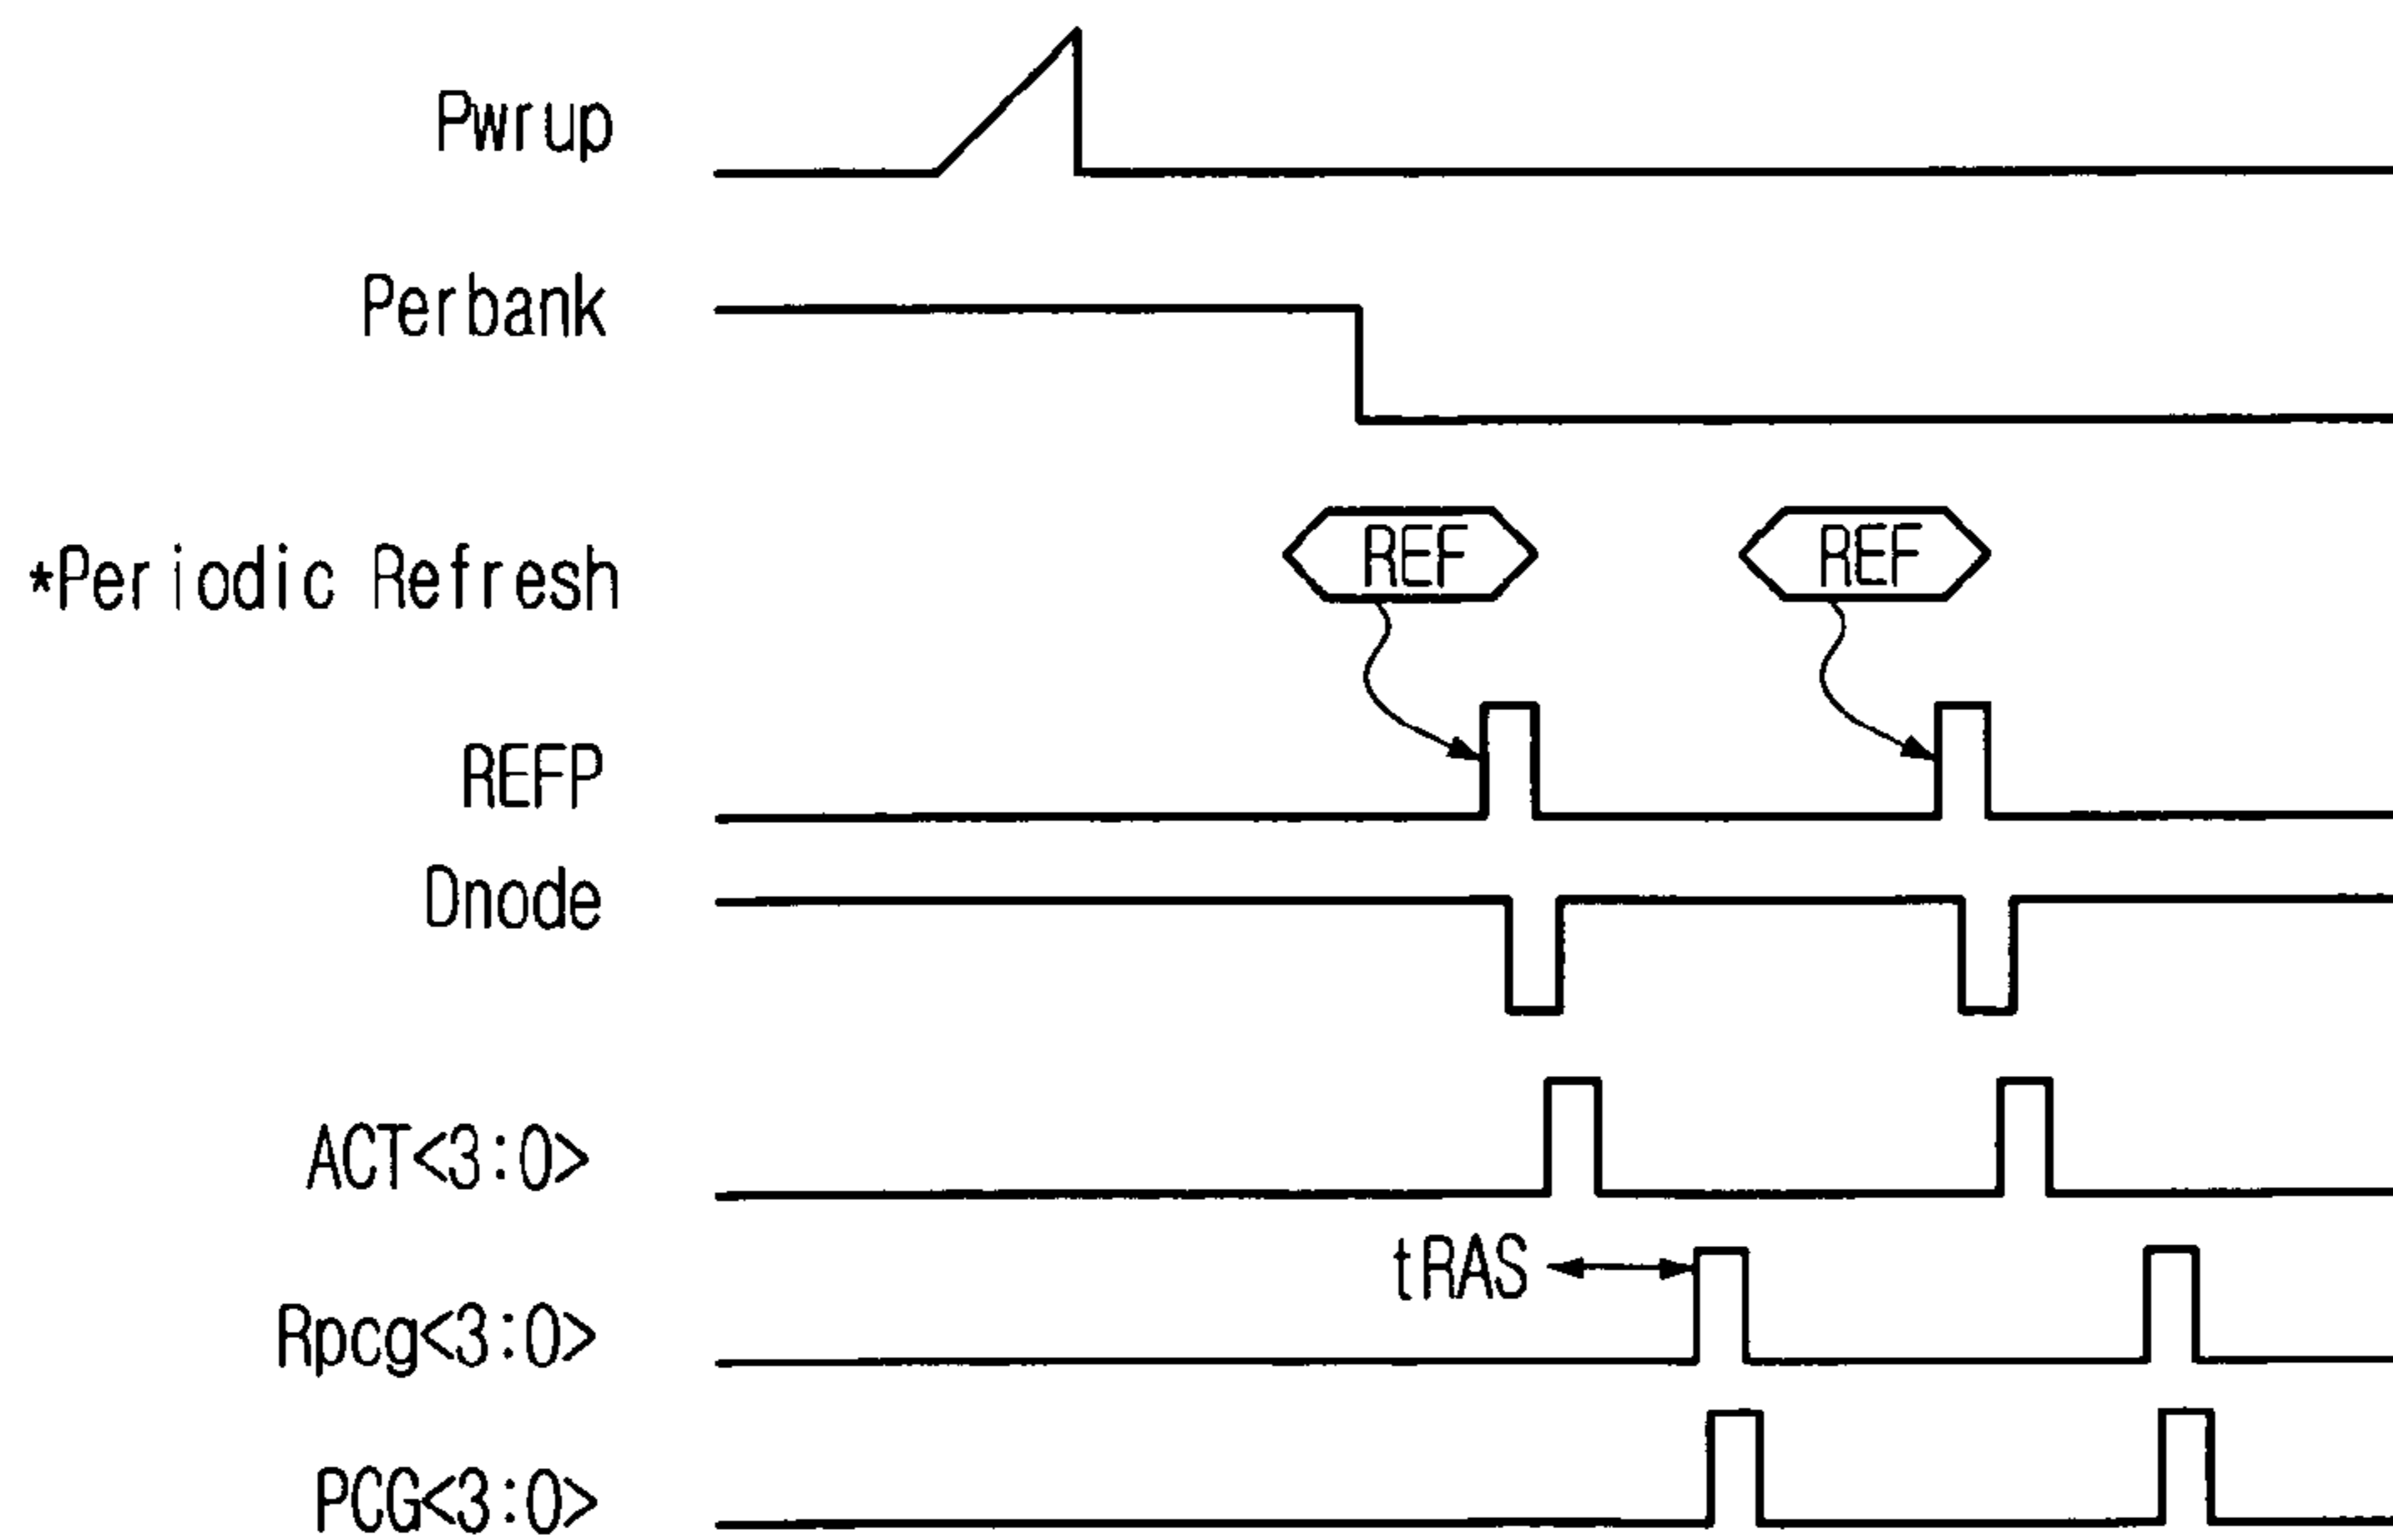 Pwrup
Perbank
*Periodic Refresh
REF REF
REFP
Dnode
ACT<3:0>
tRAS
Rpcg<3:0>
PCG<3:0>